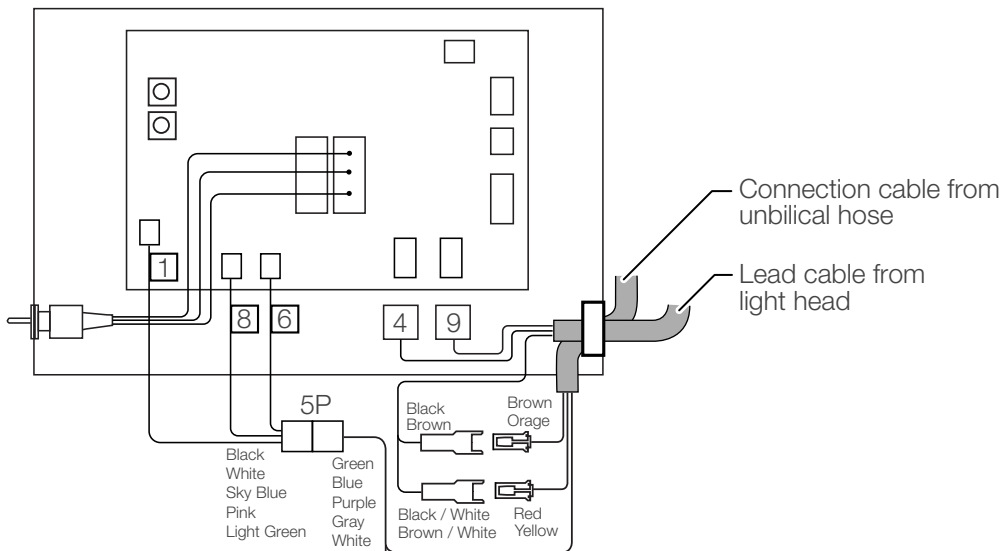 Connection cable from
unbilical hose
Lead cable from
light head
1
8
6
4
9
5P
Black
White
Sky Blue
Pink
Light Green
Green
Blue
Purple
Gray
White
Black
Brown
Brown
Orage
Black / White
Brown / White
Red
Yellow